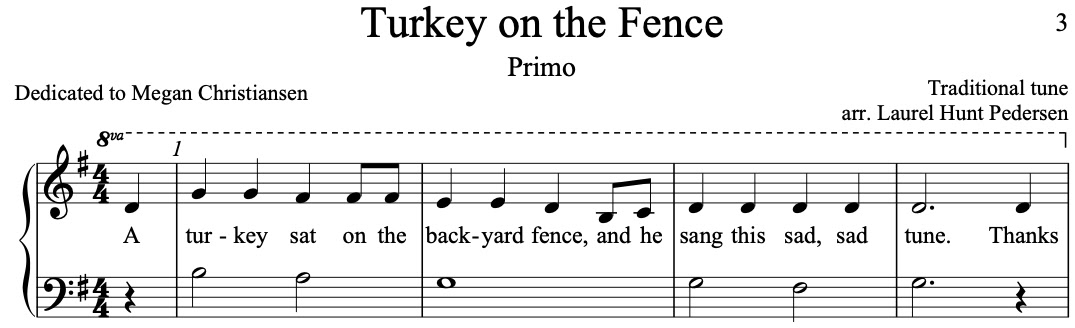 Turkey on the Fence
3
Primo
Dedicated to Megan Christiansen
Traditional tune
arr. Laurel Hunt Pedersen
8va
1
4
4
A tur - key sat on the back-yard fence, and he sang this sad, sad tune. Thanks
4
4